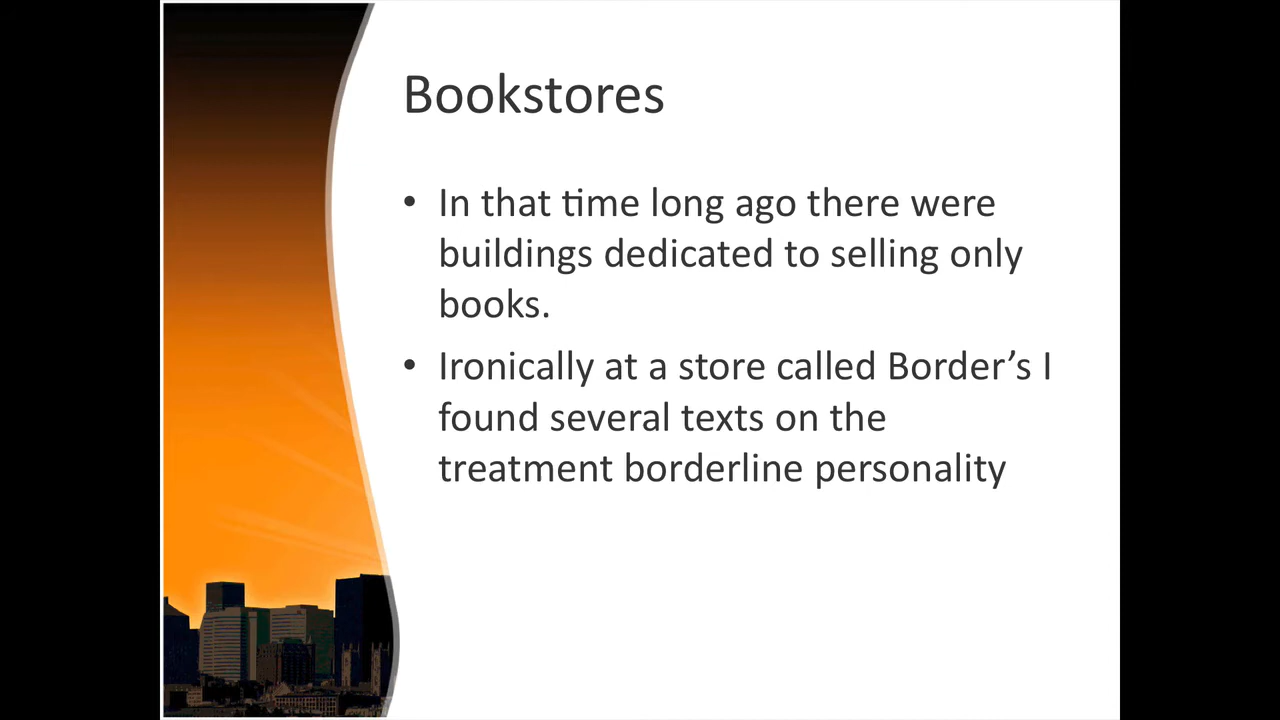 Bookstores
• In that time long ago there were
buildings dedicated to selling only
books.
• Ironically at a store called Border’s I
found several texts on the
treatment borderline personality